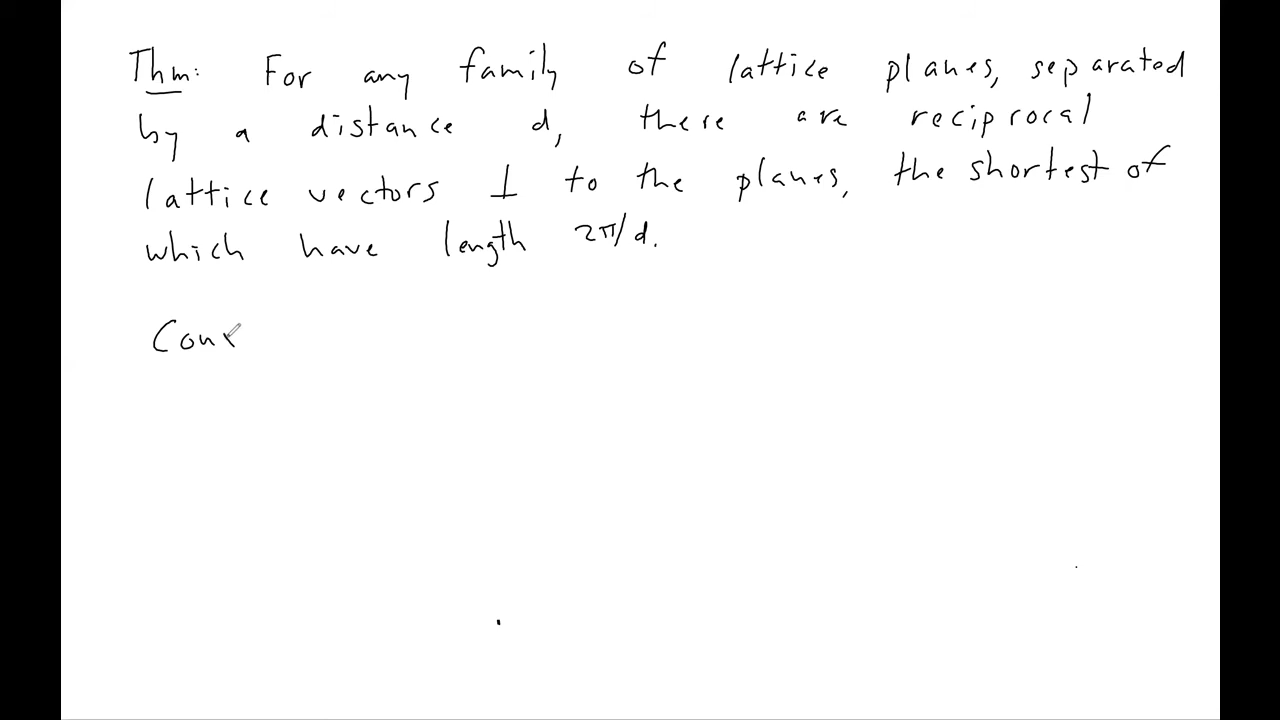 Thm: For any family of lattice planes, separated
by a distance d, there are reciprocal
lattice vectors ⊥ to the planes, the shortest of
which have length 2π/d.